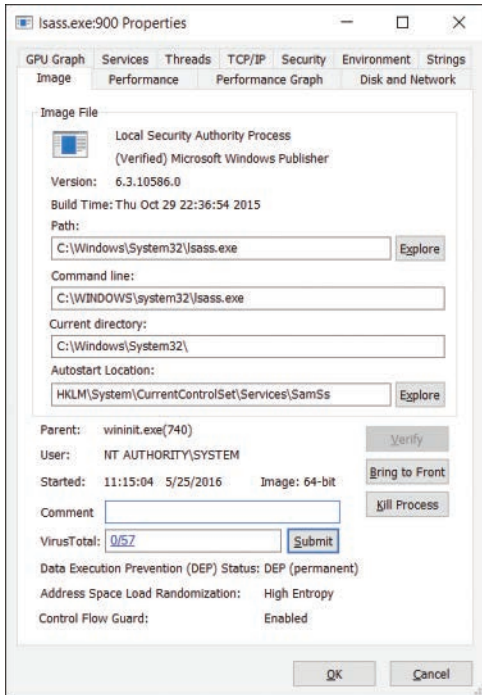 lsass.exe:900 Properties
GPU Graph Services Threads TCP/IP Security Environment Strings
Image Performance Performance Graph Disk and Network
Image File
Local Security Authority Process
(Verified) Microsoft Windows Publisher
Version: 6.3.10586.0
Build Time: Thu Oct 29 22:36:54 2015
Path:
C:\Windows\System32\lsass.exe Explore
Command line:
C:\WINDOWS\system32\lsass.exe
Current directory:
C:\Windows\System32\
Autostart Location:
HKLM\System\CurrentControlSet\Services\SamSs Explore
Parent: wininit.exe(740)
Verify
User: NT AUTHORITY\SYSTEM
Bring to Front
Started: 11:15:04 5/25/2016 Image: 64-bit
Kill Process
Comment
VirusTotal: 0/57 Submit
Data Execution Prevention (DEP) Status: DEP (permanent)
Address Space Load Randomization: High Entropy
Control Flow Guard: Enabled
OK Cancel